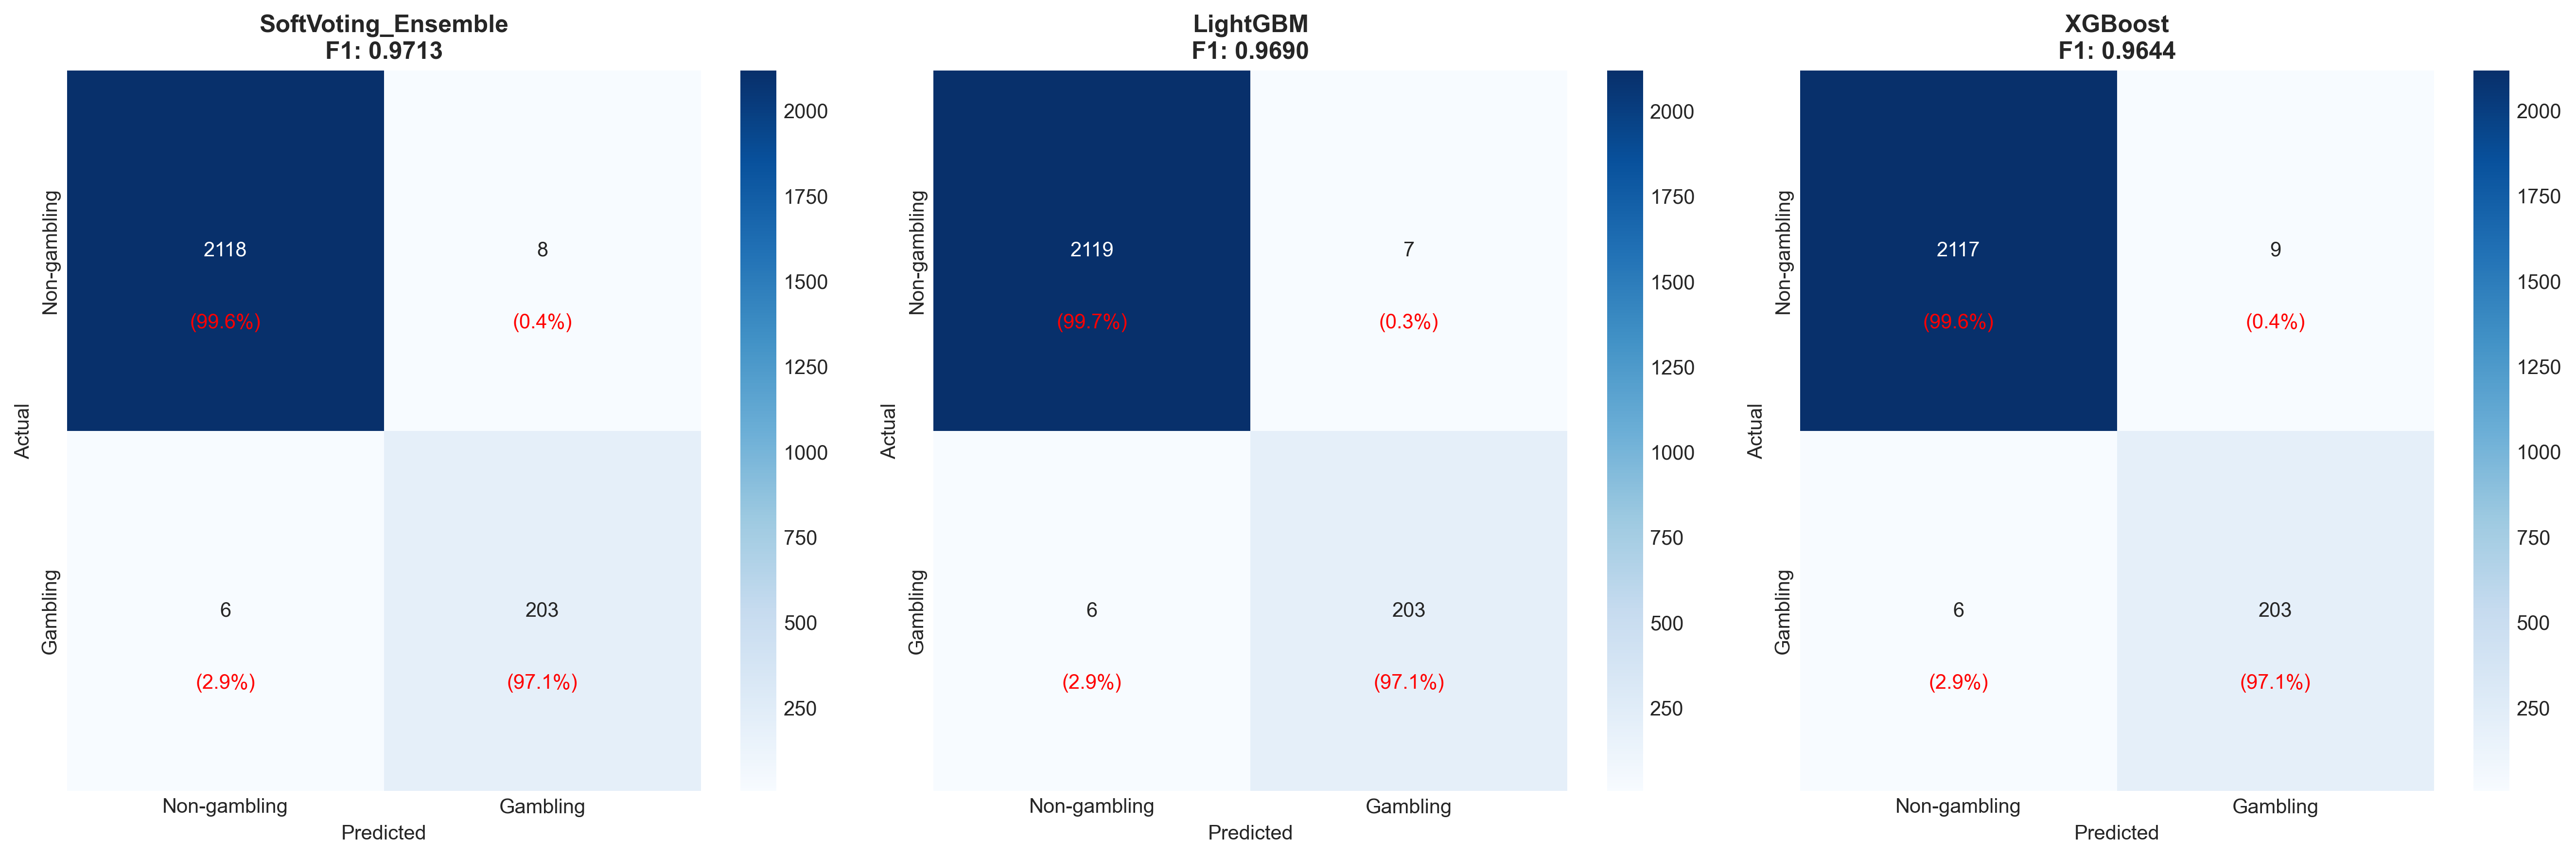 SoftVoting_Ensemble
F1: 0.9713
Actual
Non-gambling
Gambling
2118
8
(99.6%)
(0.4%)
6
203
(2.9%)
(97.1%)
Non-gambling
Gambling
Predicted
2000
1750
1500
1250
1000
750
500
250
LightGBM
F1: 0.9690
Actual
Non-gambling
Gambling
2119
7
(99.7%)
(0.3%)
6
203
(2.9%)
(97.1%)
Non-gambling
Gambling
Predicted
2000
1750
1500
1250
1000
750
500
250
XGBoost
F1: 0.9644
Actual
Non-gambling
Gambling
2117
9
(99.6%)
(0.4%)
6
203
(2.9%)
(97.1%)
Non-gambling
Gambling
Predicted
2000
1750
1500
1250
1000
750
500
250